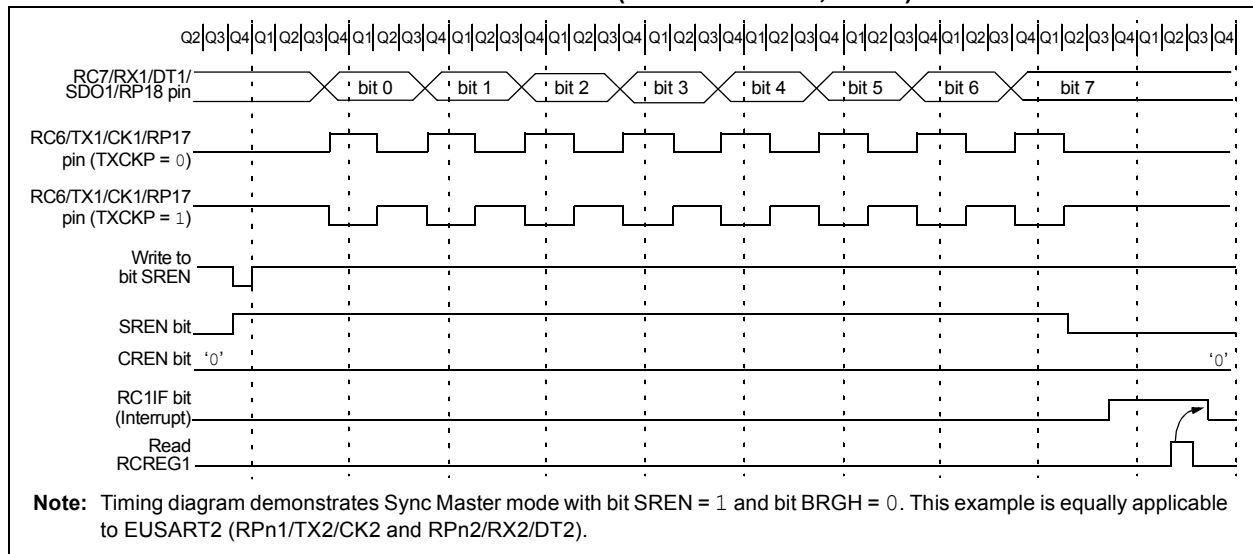 Q2 Q3 Q4 Q1 Q2 Q3 Q4 Q1 Q2 Q3 Q4 Q1 Q2 Q3 Q4 Q1 Q2 Q3 Q4 Q1 Q2 Q3 Q4 Q1 Q2 Q3 Q4 Q1 Q2 Q3 Q4 Q1 Q2 Q3 Q4 Q1 Q2 Q3 Q4 Q1 Q2 Q3 Q4
RC7/RX1/DT1/
SDO1/RP18 pin
bit 0 bit 1 bit 2 bit 3 bit 4 bit 5 bit 6 bit 7
RC6/TX1/CK1/RP17
pin (TXCKP = 0)
RC6/TX1/CK1/RP17
pin (TXCKP = 1)
Write to
bit SREN
SREN bit
CREN bit ‘0’ ‘0’
RC1IF bit
(Interrupt)
Read
RCREG1
Note: Timing diagram demonstrates Sync Master mode with bit SREN = 1 and bit BRGH = 0. This example is equally applicable
to EUSART2 (RPn1/TX2/CK2 and RPn2/RX2/DT2).